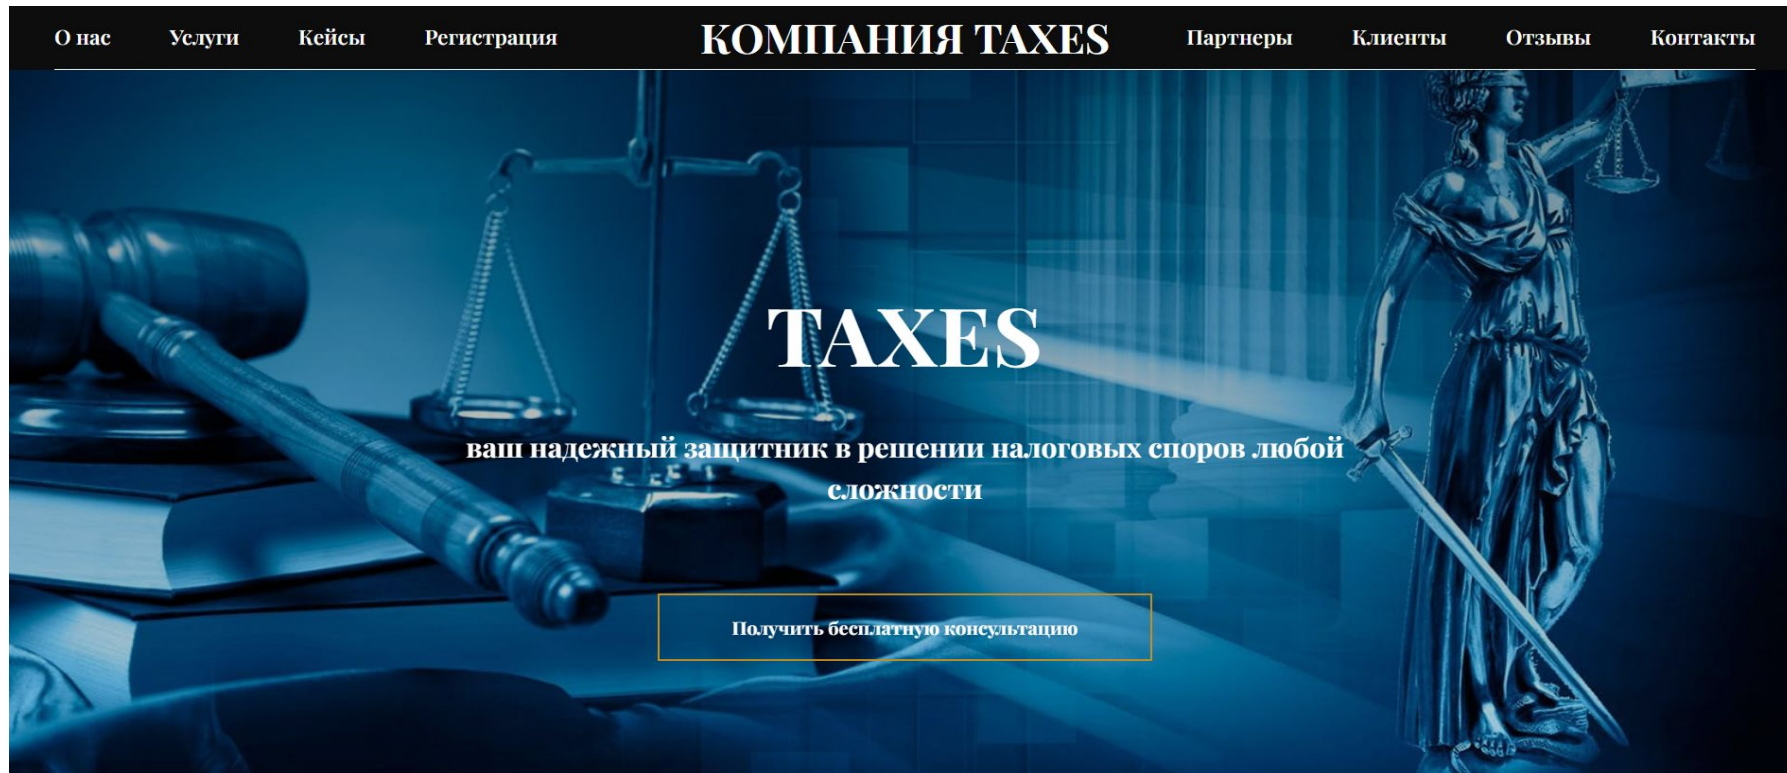 О нас
Услуги
Кейсы
Регистрация
КОМПАНИЯ TAXES
Партнеры
Клиенты
Отзывы
Контакты
TAXES
ваш надежный защитник в решении налоговых споров любой
сложности
Получить бесплатную консультацию